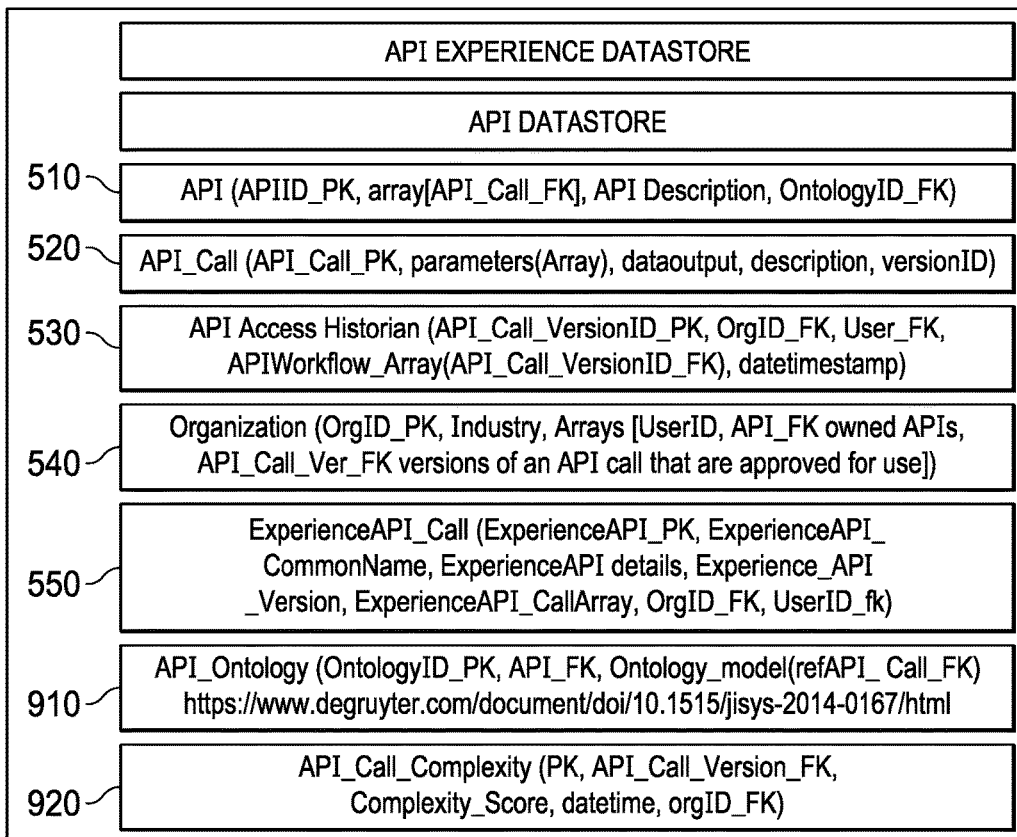 API EXPERIENCE DATASTORE
API DATASTORE
510
API (APIID_PK, array[API_Call_FK], API Description, OntologyID_FK)
520
API_Call (API_Call_PK, parameters(Array), dataoutput, description, versionID)
530
API Access Historian (API_Call_VersionID_PK, OrgID_FK, User_FK,
APIWorkflow_Array(API_Call_VersionID_FK), datetimestamp)
540
Organization (OrgID_PK, Industry, Arrays [UserID, API_FK owned APIs,
API_Call_Ver_FK versions of an API call that are approved for use])
550
ExperienceAPI_Call (ExperienceAPI_PK, ExperienceAPI_
CommonName, ExperienceAPI details, Experience_API
_Version, ExperienceAPI_CallArray, OrgID_FK, UserID_fk)
910
API_Ontology (OntologyID_PK, API_FK, Ontology_model(refAPI_ Call_FK)
https://www.degruyter.com/document/doi/10.1515/jisys-2014-0167/html
920
API_Call_Complexity (PK, API_Call_Version_FK,
Complexity_Score, datetime, orgID_FK)